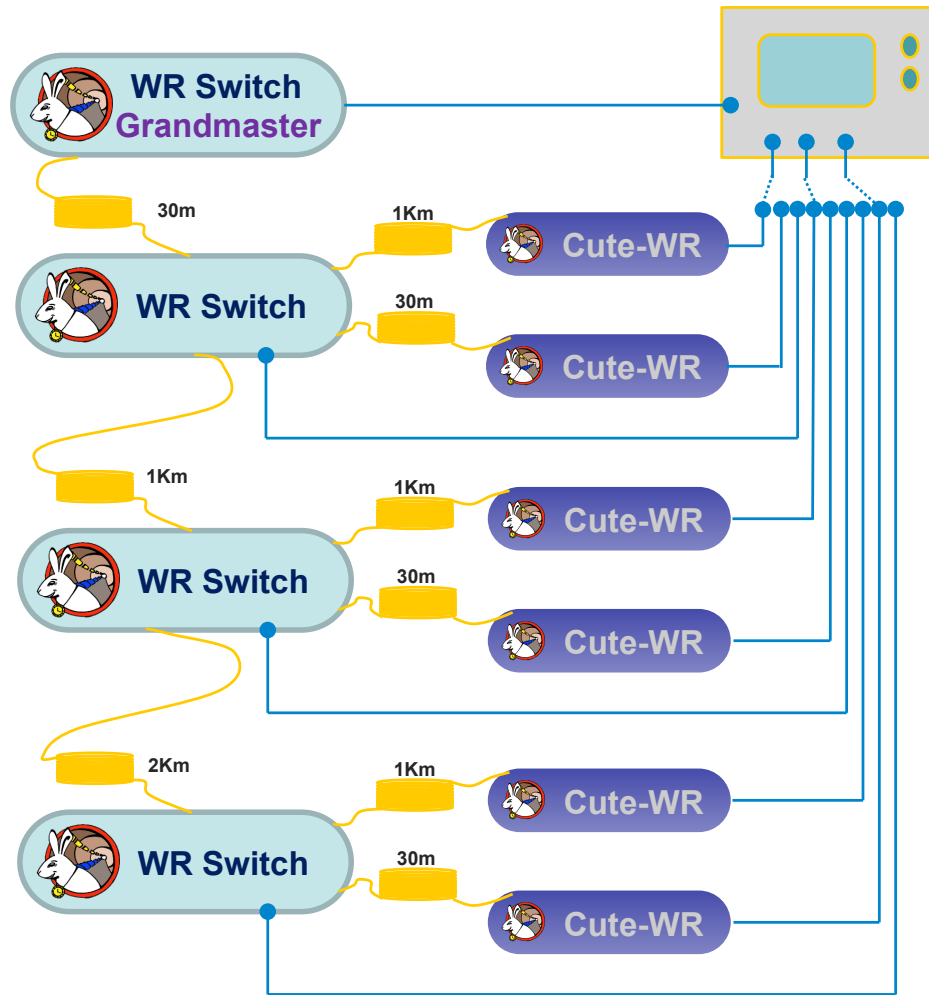 WR Switch
Grandmaster
30m
1Km
Cute-WR
WR Switch
30m
Cute-WR
1Km
1Km
Cute-WR
WR Switch
30m
Cute-WR
2Km
1Km
Cute-WR
WR Switch
30m
Cute-WR